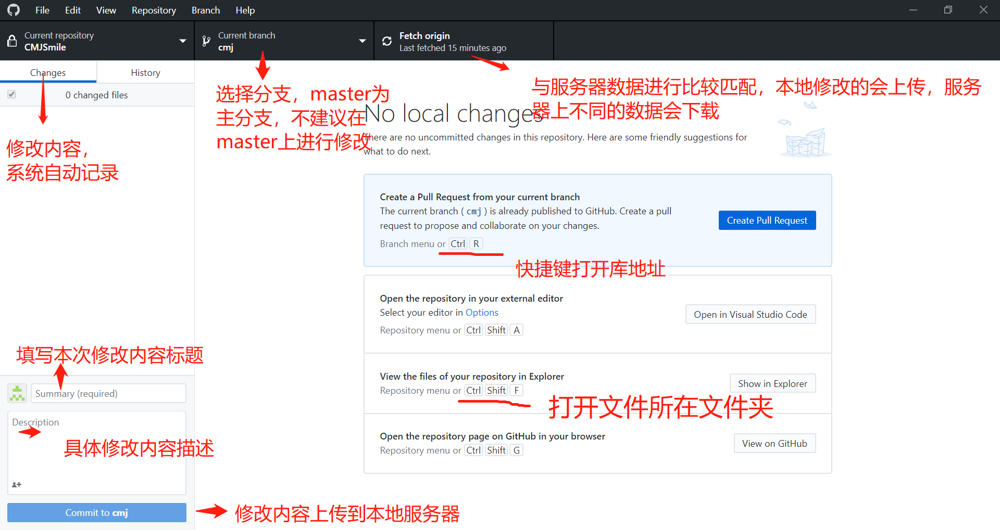 File Edit View Repository Branch Help
Current repository
CMJSmile
Current branch
cmj
Fetch origin
Last fetched 15 minutes ago
Changes
History
0 changed files
修改内容，
系统自动记录
选择分支，master为
主分支，不建议在
master上进行修改
与服务器数据进行比较匹配，本地修改的会上传，服务
器上不同的数据会下载
No local changes
There are no uncommitted changes in this repository. Here are some friendly suggestions for
what to do next.
Create a Pull Request from your current branch
The current branch ( cmj ) is already published to GitHub. Create a pull
request to propose and collaborate on your changes.
Branch menu or Ctrl R
Create Pull Request
快捷键打开库地址
Open the repository in your external editor
Select your editor in Options
Repository menu or Ctrl Shift A
Open in Visual Studio Code
View the files of your repository in Explorer
Repository menu or Ctrl Shift F
Show in Explorer
打开文件所在文件夹
Open the repository page on GitHub in your browser
Repository menu or Ctrl Shift G
View on GitHub
填写本次修改内容标题
Summary (required)
Description
具体修改内容描述
Commit to cmj
修改内容上传到本地服务器